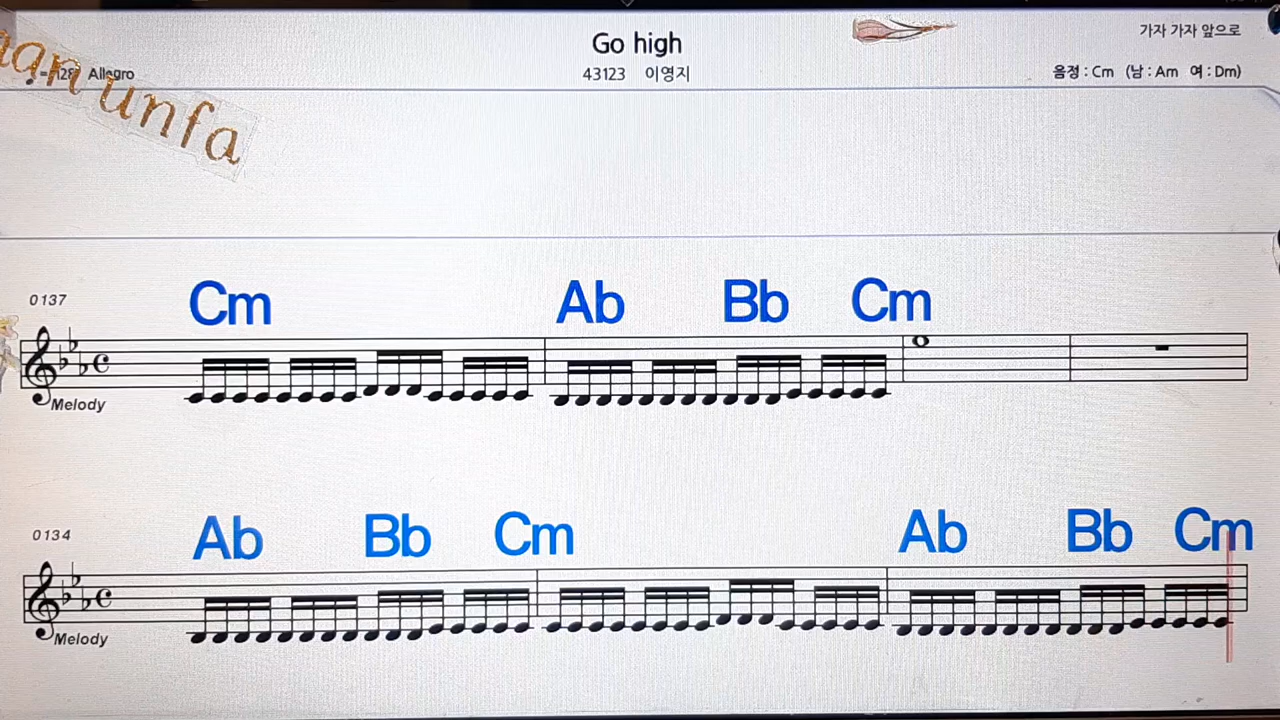 Go high
가자 가자 앞으로
unfa
=128 Allegro
43123 이영지
음정 : Cm (남 : Am 여 : Dm)
0137
Cm Ab Bb Cm
Melody
0134
Ab Bb Cm Ab Bb Cm
Melody